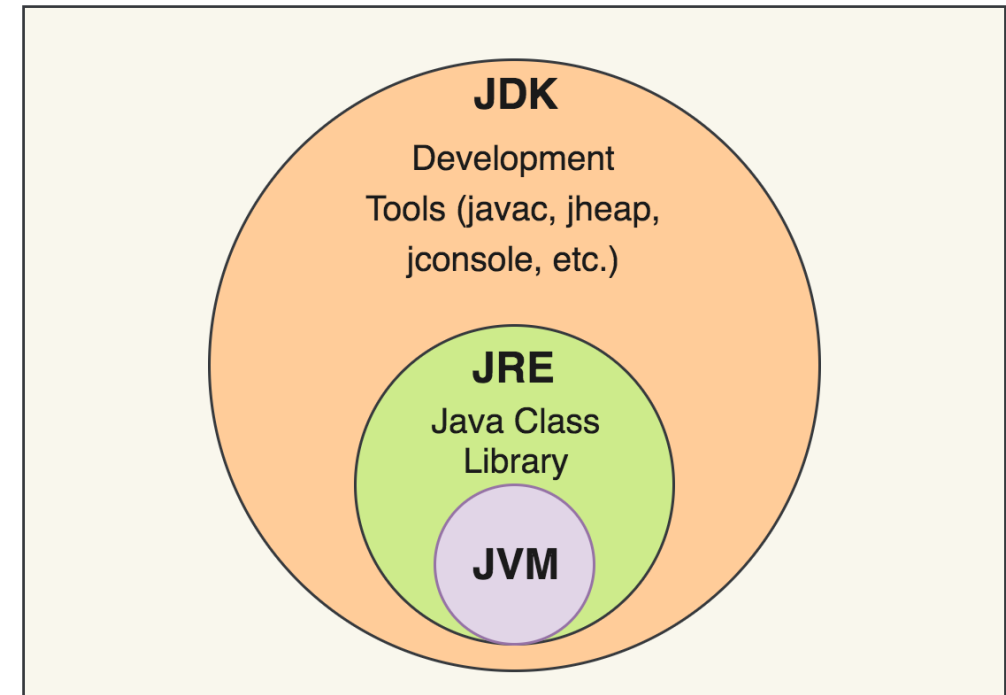 JDK
Development
Tools (javac, jheap,
jconsole, etc.)
JRE
Java Class
Library
JVM